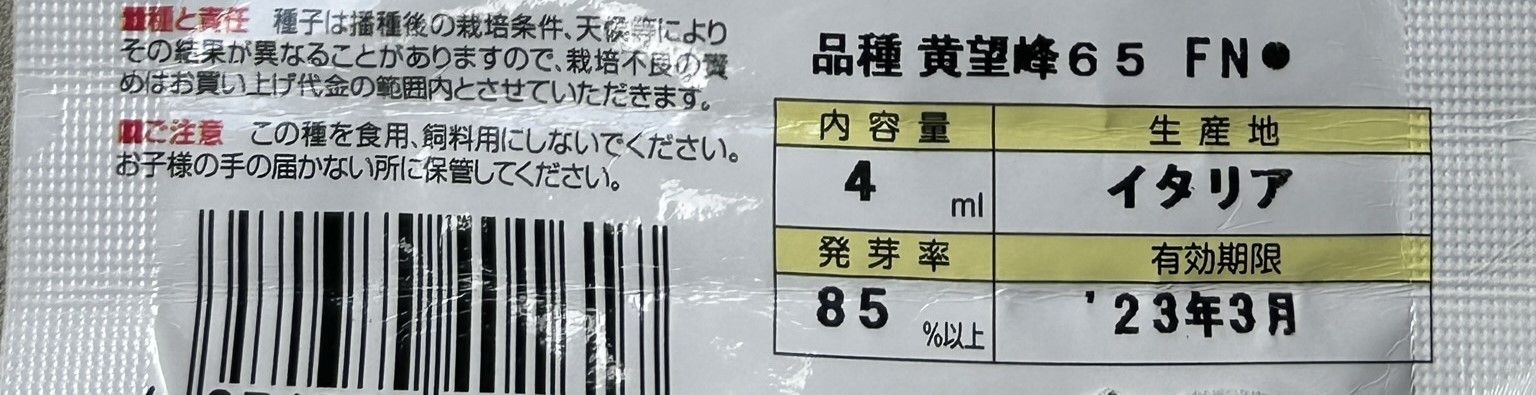 種と責任 種子は播種後の栽培条件、天候等により
その結果が異なることがありますので、栽培不良の責
めはお買い上げ代金の範囲内とさせていただきます。
ご注意 この種を食用、飼料用にしないでください。
お子様の手の届かない所に保管してください。
品種 黄望峰65 FN●
内容量 生産地
4 ml イタリア
発芽率 有効期限
85 %以上 '23年3月